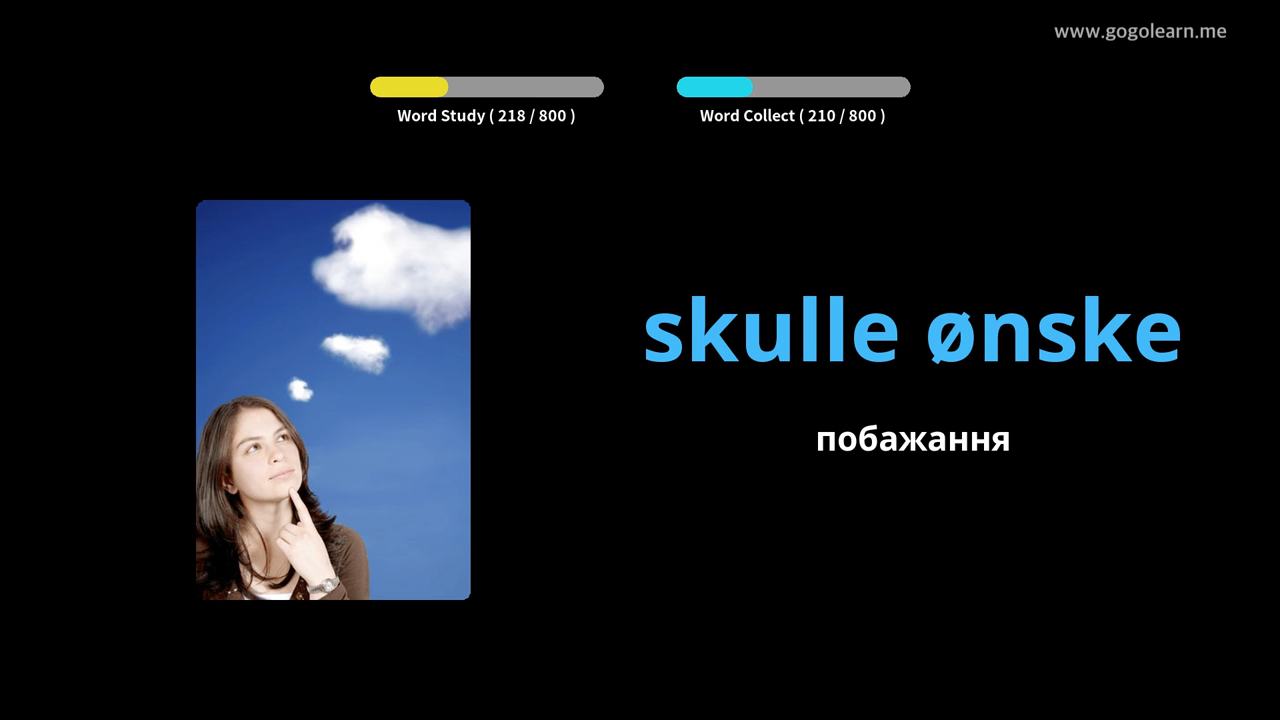 www.gogolearn.me
Word Study ( 218 / 800 )
Word Collect ( 210 / 800 )
skulle ønske
побажання